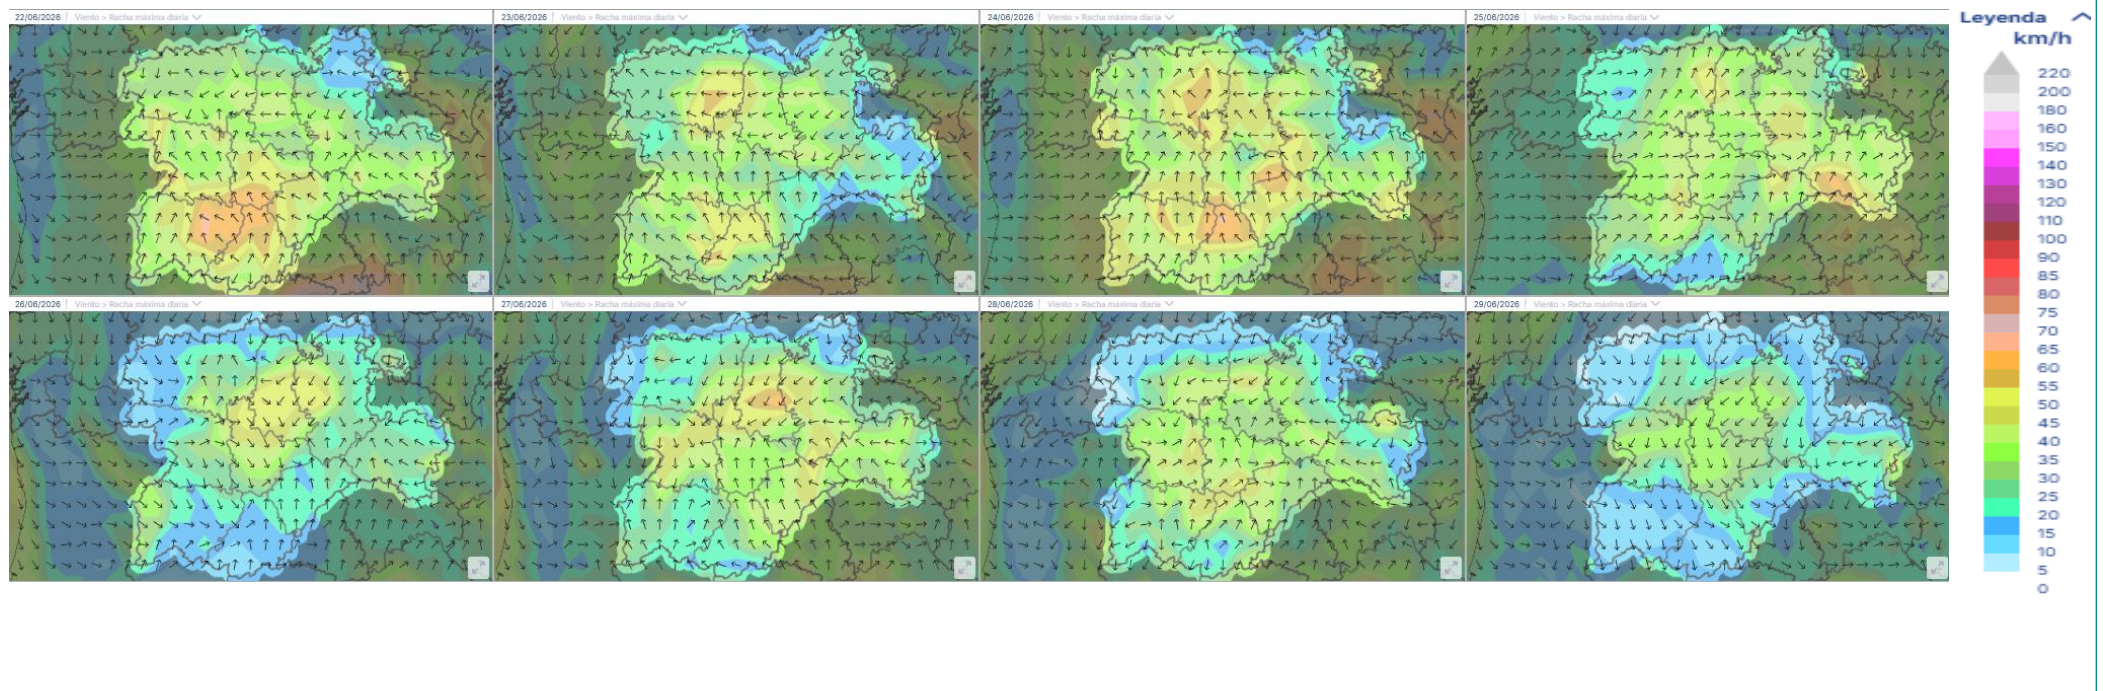 22/06/2026 | Viento > Racha máxima diaria
23/06/2026 | Viento > Racha máxima diaria
24/06/2026 | Viento > Racha máxima diaria
25/06/2026 | Viento > Racha máxima diaria
Leyenda
km/h
220
200
180
160
150
140
130
120
110
100
90
85
80
75
70
65
60
55
50
45
40
35
30
25
20
15
10
5
0
26/06/2026 | Viento > Racha máxima diaria
27/06/2026 | Viento > Racha máxima diaria
28/06/2026 | Viento > Racha máxima diaria
29/06/2026 | Viento > Racha máxima diaria